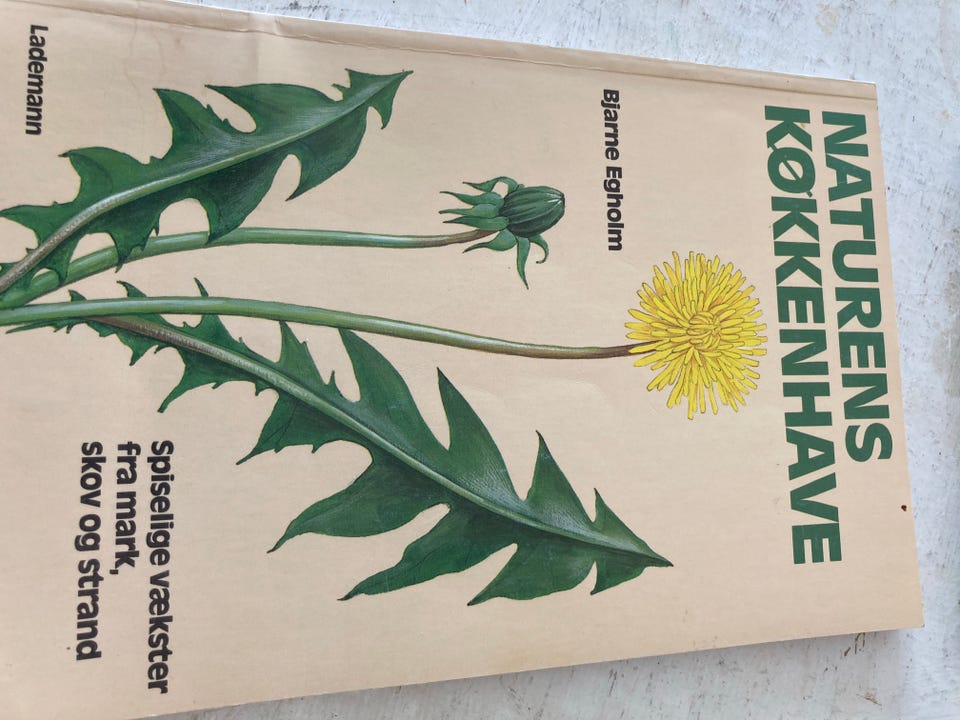 NATURENS
KØKKENHAVE
Bjarne Egholm
Spiselige vækster
fra mark,
skov og strand
Lademann